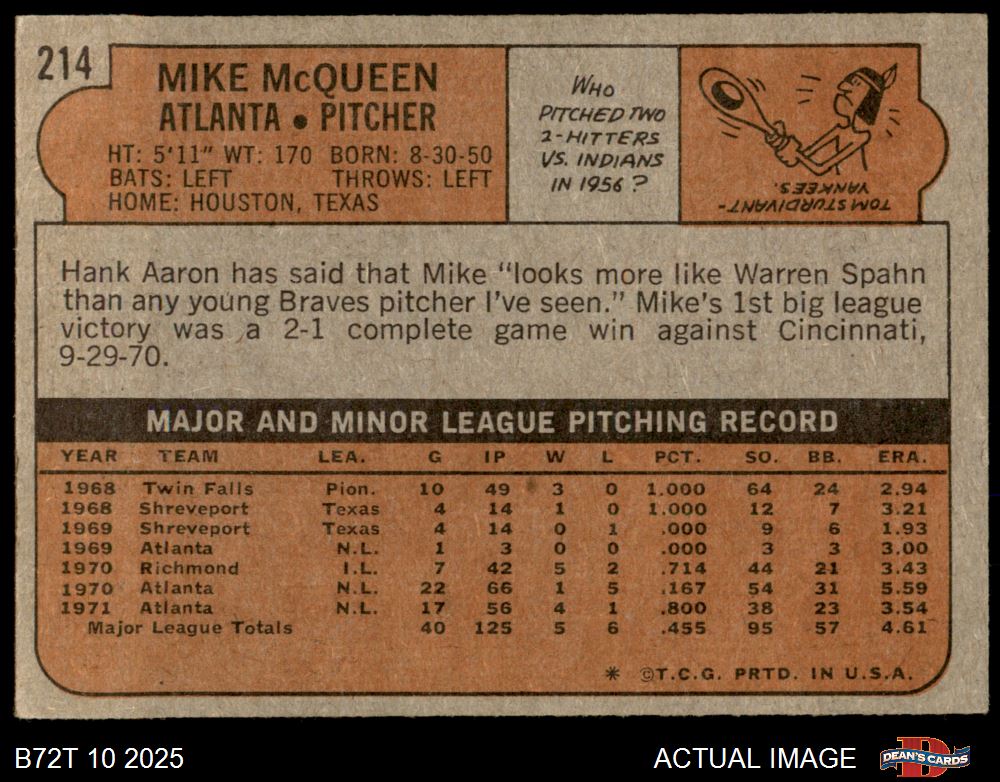 214
MIKE McQUEEN
ATLANTA • PITCHER
HT: 5'11" WT: 170 BORN: 8-30-50
BATS: LEFT THROWS: LEFT
HOME: HOUSTON, TEXAS
WHO
PITCHED TWO
2-HITTERS
VS. INDIANS
IN 1956?
TOM STURDIVANT-
YANKEES.
Hank Aaron has said that Mike "looks more like Warren Spahn
than any young Braves pitcher I've seen." Mike's 1st big league
victory was a 2-1 complete game win against Cincinnati,
9-29-70.
MAJOR AND MINOR LEAGUE PITCHING RECORD
YEAR TEAM LEA. G IP W L PCT. SO. BB. ERA.
1968 Twin Falls Pion. 10 49 3 0 1.000 64 24 2.94
1968 Shreveport Texas 4 14 1 0 1.000 12 7 3.21
1969 Shreveport Texas 4 14 0 1 .000 9 6 1.93
1969 Atlanta N.L. 1 3 0 0 .000 3 3 3.00
1970 Richmond I.L. 7 42 5 2 .714 44 21 3.43
1970 Atlanta N.L. 22 66 1 5 .167 54 31 5.59
1971 Atlanta N.L. 17 56 4 1 .800 38 23 3.54
Major League Totals 40 125 5 6 .455 95 57 4.61
* ©T.C.G. PRTD. IN U.S.A.
B72T 10 2025
ACTUAL IMAGE
D
DEAN'S CARDS